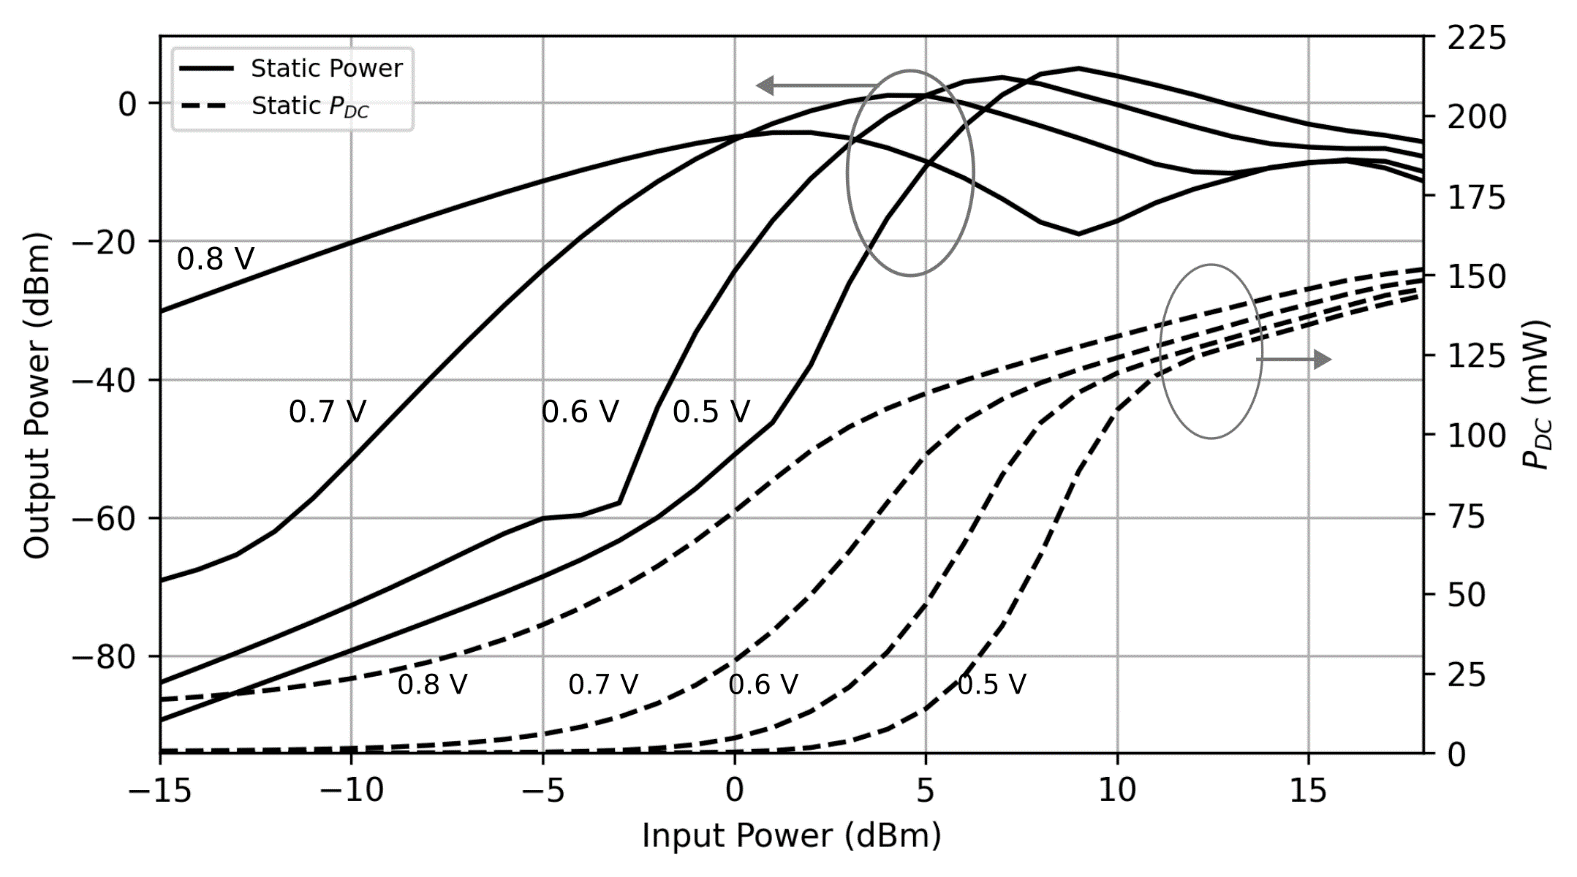 Static Power
Static P_DC
0
−20
−40
−60
−80
Output Power (dBm)
225
200
175
150
125
100
75
50
25
0
P_DC (mW)
0.8 V
0.7 V
0.6 V
0.5 V
0.8 V
0.7 V
0.6 V
0.5 V
−15
−10
−5
0
5
10
15
Input Power (dBm)